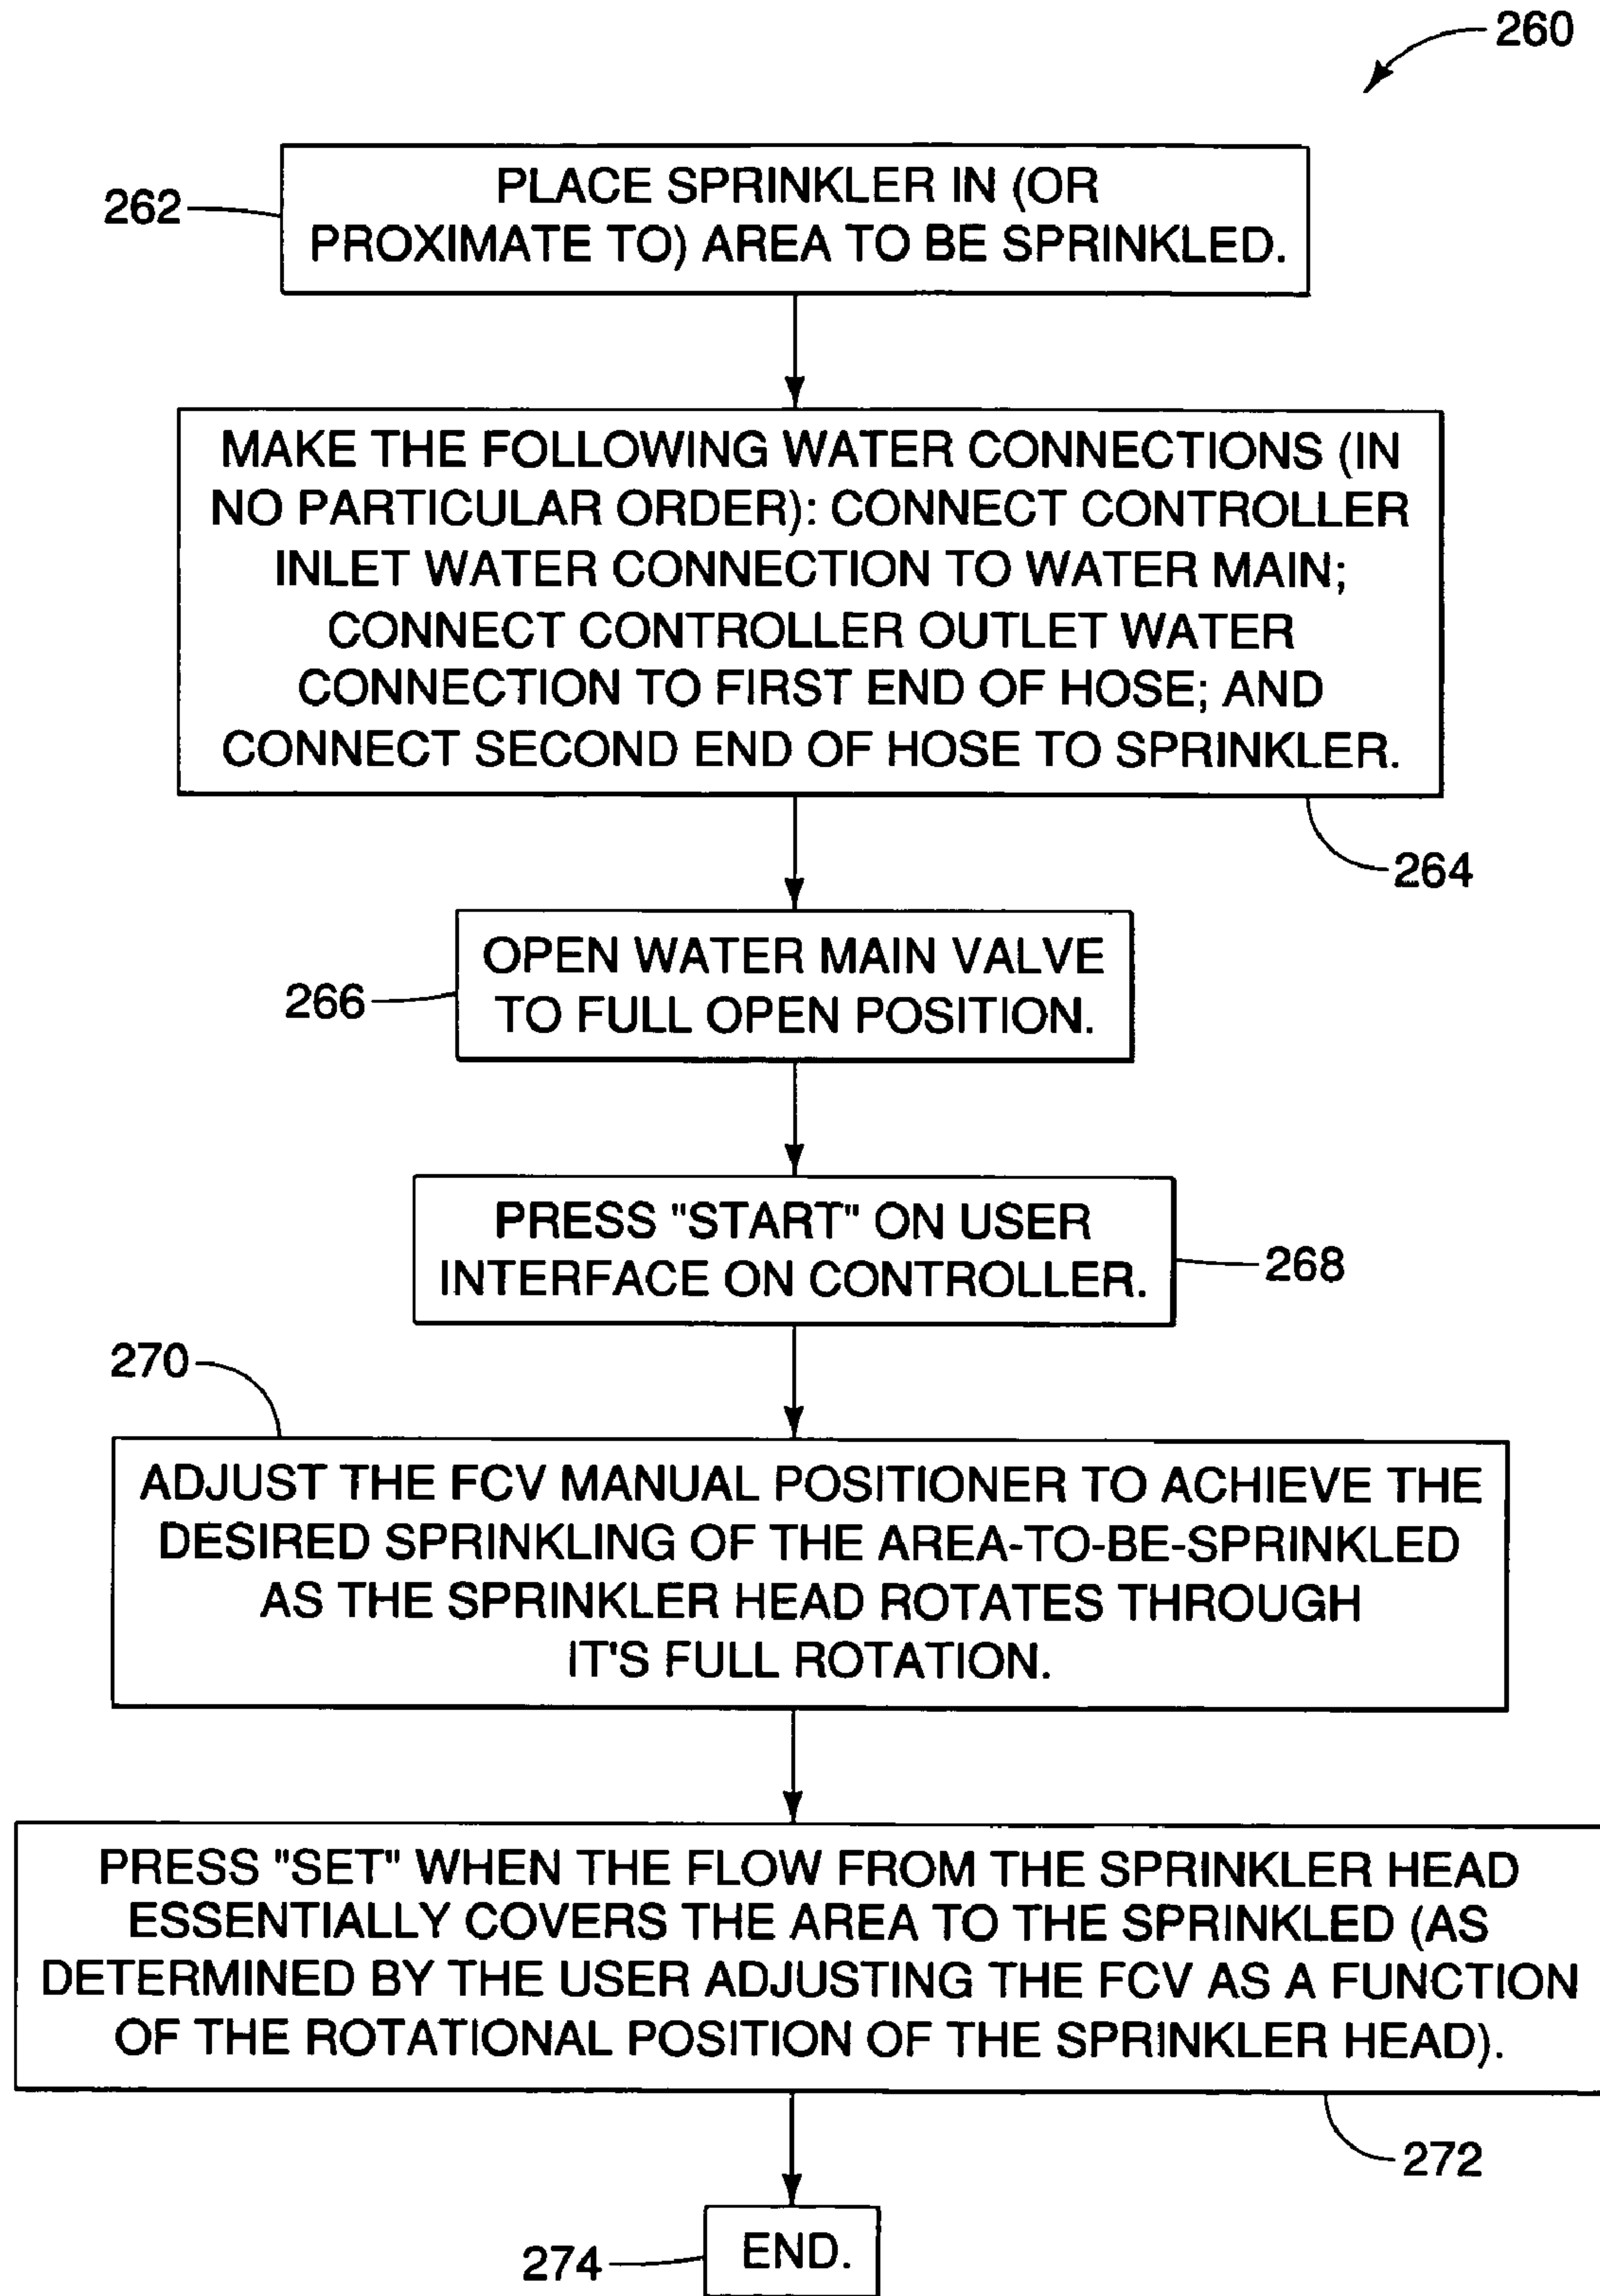 260
262
PLACE SPRINKLER IN (OR
PROXIMATE TO) AREA TO BE SPRINKLED.
MAKE THE FOLLOWING WATER CONNECTIONS (IN
NO PARTICULAR ORDER): CONNECT CONTROLLER
INLET WATER CONNECTION TO WATER MAIN;
CONNECT CONTROLLER OUTLET WATER
CONNECTION TO FIRST END OF HOSE; AND
CONNECT SECOND END OF HOSE TO SPRINKLER.
264
266
OPEN WATER MAIN VALVE
TO FULL OPEN POSITION.
PRESS "START" ON USER
INTERFACE ON CONTROLLER.
268
270
ADJUST THE FCV MANUAL POSITIONER TO ACHIEVE THE
DESIRED SPRINKLING OF THE AREA-TO-BE-SPRINKLED
AS THE SPRINKLER HEAD ROTATES THROUGH
IT'S FULL ROTATION.
PRESS "SET" WHEN THE FLOW FROM THE SPRINKLER HEAD
ESSENTIALLY COVERS THE AREA TO THE SPRINKLED (AS
DETERMINED BY THE USER ADJUSTING THE FCV AS A FUNCTION
OF THE ROTATIONAL POSITION OF THE SPRINKLER HEAD).
272
274
END.